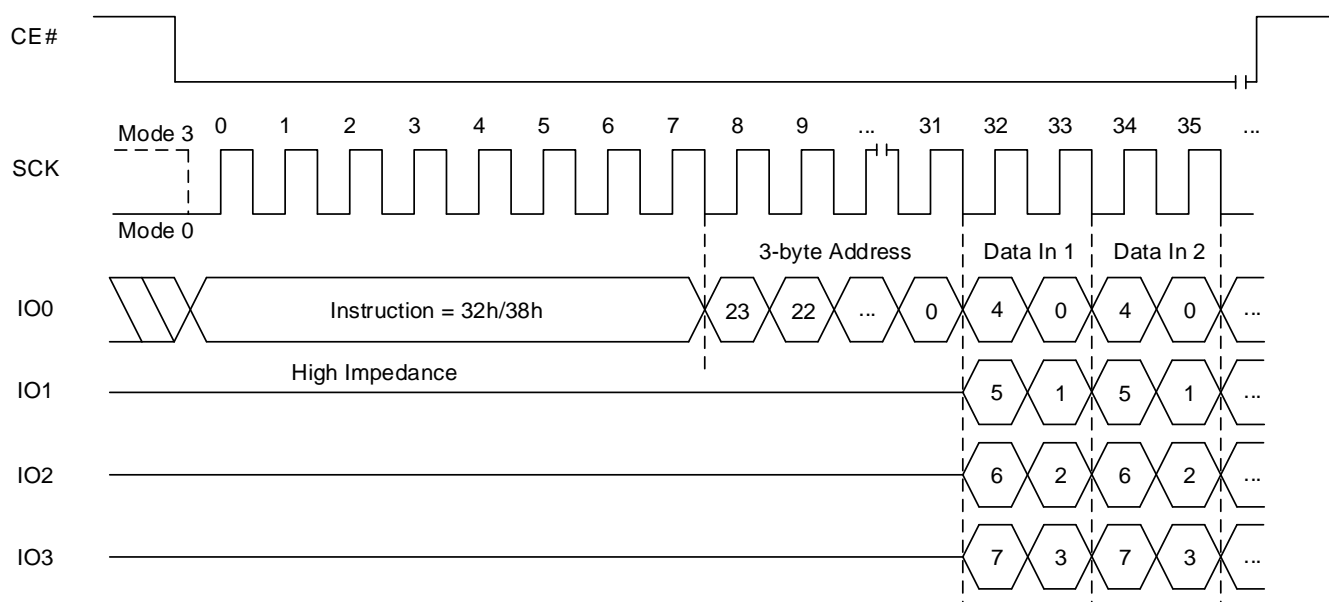 CE#
Mode 3 0 1 2 3 4 5 6 7 8 9 ... 31 32 33 34 35 ...
SCK
Mode 0
3-byte Address Data In 1 Data In 2
IO0 Instruction = 32h/38h 23 22 ... 0 4 0 4 0 ...
High Impedance
IO1 5 1 5 1 ...
IO2 6 2 6 2 ...
IO3 7 3 7 3 ...